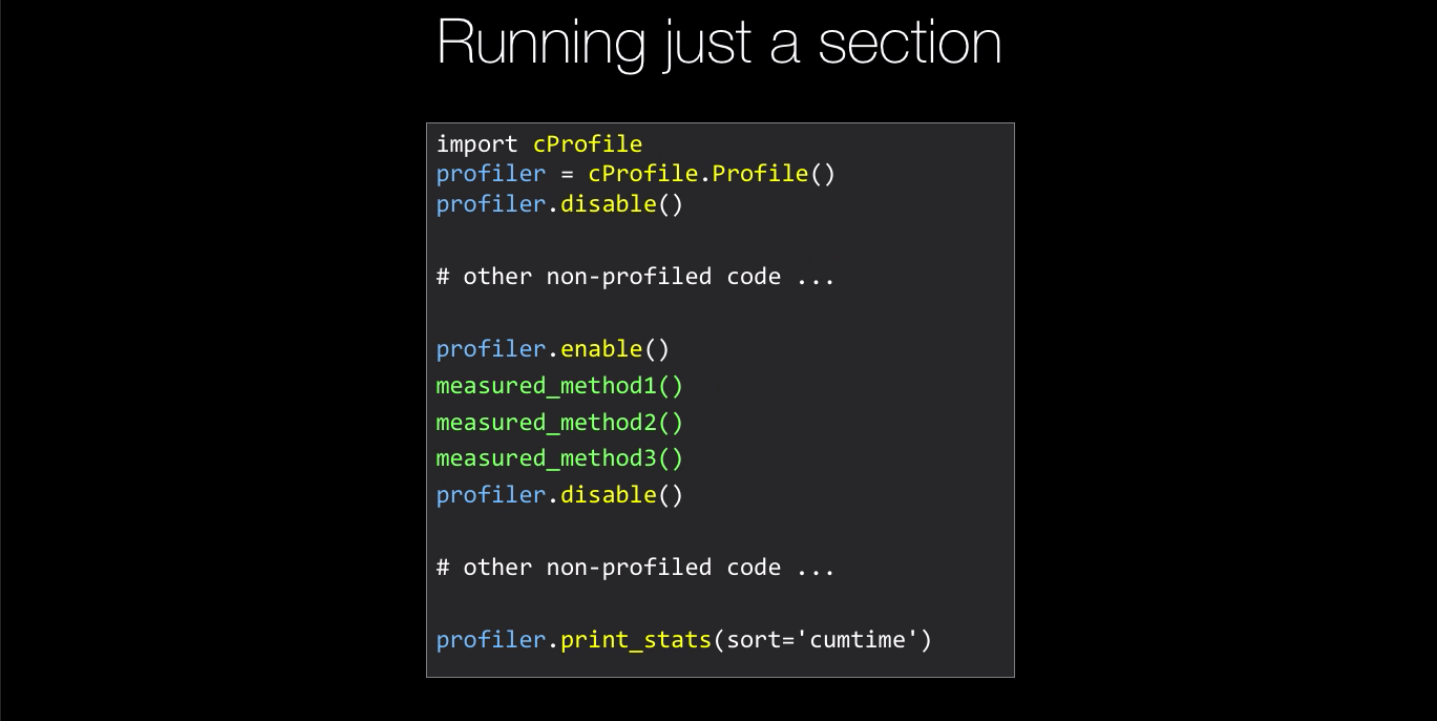 Running just a section
import cProfile
profiler = cProfile.Profile()
profiler.disable()
# other non-profiled code ...
profiler.enable()
measured_method1()
measured_method2()
measured_method3()
profiler.disable()
# other non-profiled code ...
profiler.print_stats(sort='cumtime')